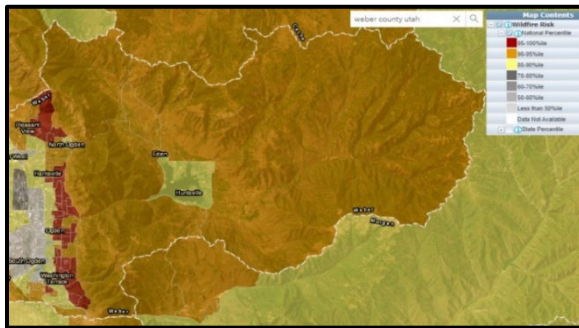 weber county utah
Map Contents
Wildfire Risk
National Percentile
95-100%ile
90-95%ile
80-90%ile
70-80%ile
60-70%ile
50-60%ile
Less than 50%ile
Data Not Available
State Percentile
Cache
Weber
Pleasant View
North Ogden
Eden
Harrisville
Huntsville
Weber
Morgan
Ogden
South Ogden
Washington Terrace
Weber